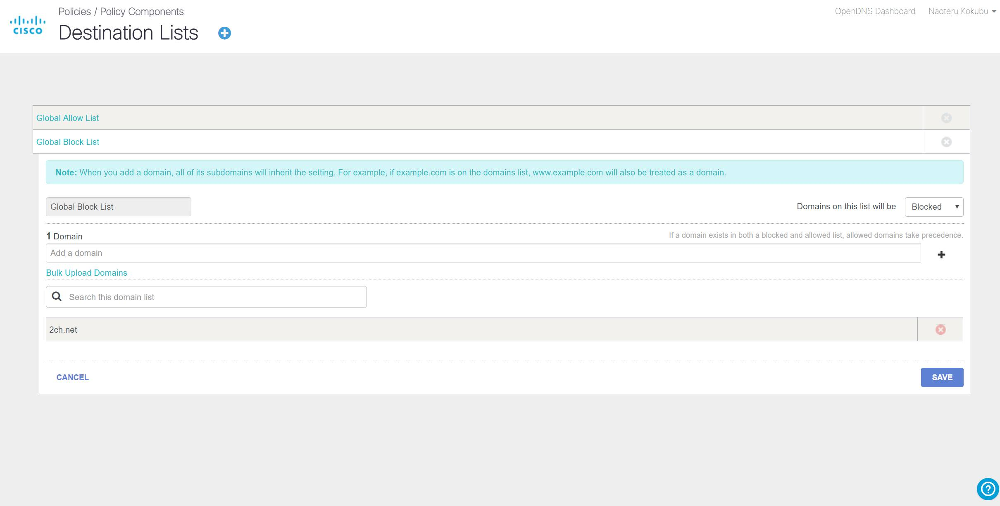 Policies / Policy Components
OpenDNS Dashboard
Naoteru Kokubu
CISCO
Destination Lists
Global Allow List
Global Block List
Note: When you add a domain, all of its subdomains will inherit the setting. For example, if example.com is on the domains list, www.example.com will also be treated as a domain.
Global Block List
Domains on this list will be
Blocked
1 Domain
If a domain exists in both a blocked and allowed list, allowed domains take precedence.
Add a domain
Bulk Upload Domains
Search this domain list
2ch.net
CANCEL
SAVE
?